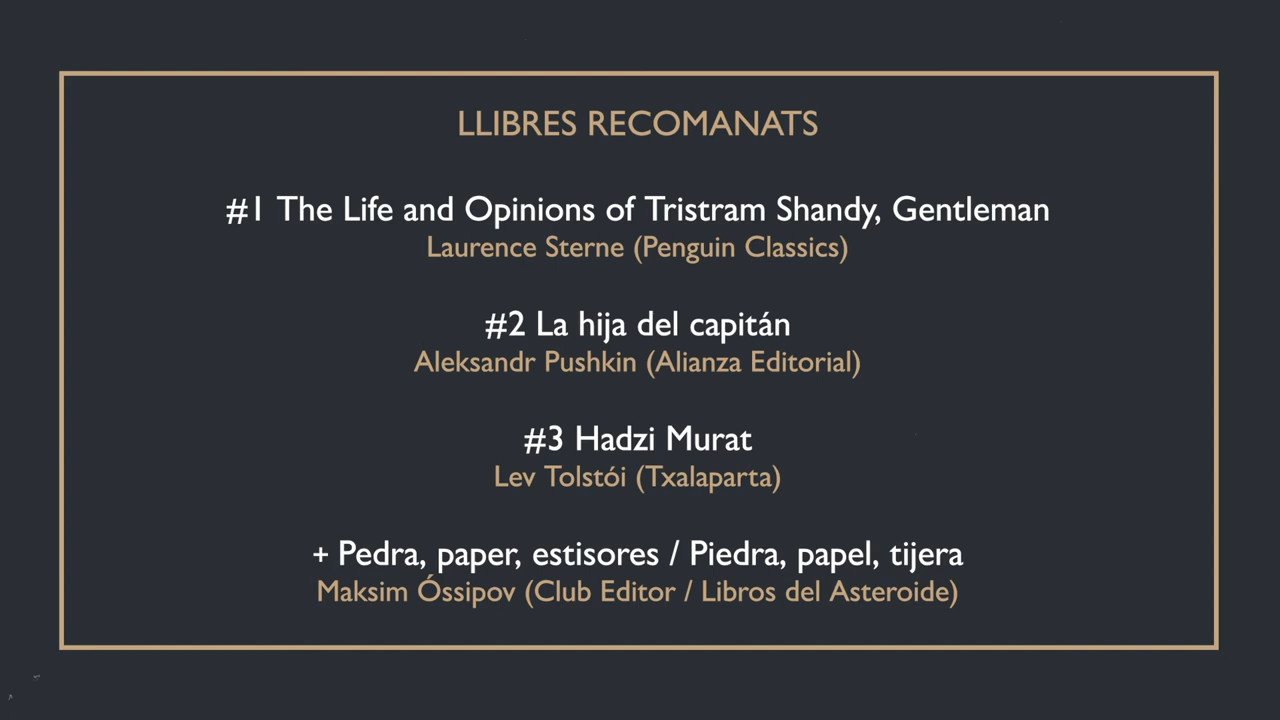 LLIBRES RECOMANATS
#1 The Life and Opinions of Tristram Shandy, Gentleman
Laurence Sterne (Penguin Classics)
#2 La hija del capitán
Aleksandr Pushkin (Alianza Editorial)
#3 Hadzi Murat
Lev Tolstói (Txalaparta)
+ Pedra, paper, estisores / Piedra, papel, tijera
Maksim Óssipov (Club Editor / Libros del Asteroide)